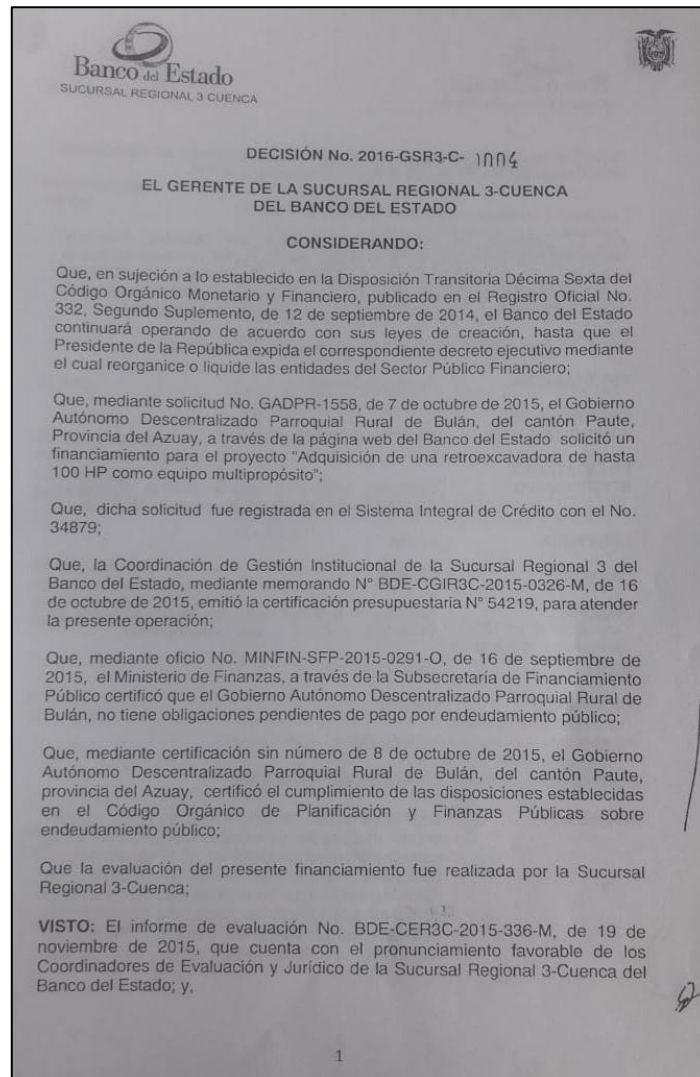 Banco del Estado
SUCURSAL REGIONAL 3 CUENCA
DECISIÓN No. 2016-GSR3-C- 1004
EL GERENTE DE LA SUCURSAL REGIONAL 3-CUENCA
DEL BANCO DEL ESTADO
CONSIDERANDO:
Que, en sujeción a lo establecido en la Disposición Transitoria Décima Sexta del
Código Orgánico Monetario y Financiero, publicado en el Registro Oficial No.
332, Segundo Suplemento, de 12 de septiembre de 2014, el Banco del Estado
continuará operando de acuerdo con sus leyes de creación, hasta que el
Presidente de la República expida el correspondiente decreto ejecutivo mediante
el cual reorganice o liquide las entidades del Sector Público Financiero;
Que, mediante solicitud No. GADPR-1558, de 7 de octubre de 2015, el Gobierno
Autónomo Descentralizado Parroquial Rural de Bulán, del cantón Paute,
Provincia del Azuay, a través de la página web del Banco del Estado solicitó un
financiamiento para el proyecto "Adquisición de una retroexcavadora de hasta
100 HP como equipo multipropósito";
Que, dicha solicitud fue registrada en el Sistema Integral de Crédito con el No.
34879;
Que, la Coordinación de Gestión Institucional de la Sucursal Regional 3 del
Banco del Estado, mediante memorando N° BDE-CGIR3C-2015-0326-M, de 16
de octubre de 2015, emitió la certificación presupuestaria N° 54219, para atender
la presente operación;
Que, mediante oficio No. MINFIN-SFP-2015-0291-O, de 16 de septiembre de
2015, el Ministerio de Finanzas, a través de la Subsecretaría de Financiamiento
Público certificó que el Gobierno Autónomo Descentralizado Parroquial Rural de
Bulán, no tiene obligaciones pendientes de pago por endeudamiento público;
Que, mediante certificación sin número de 8 de octubre de 2015, el Gobierno
Autónomo Descentralizado Parroquial Rural de Bulán, del cantón Paute,
provincia del Azuay, certificó el cumplimiento de las disposiciones establecidas
en el Código Orgánico de Planificación y Finanzas Públicas sobre
endeudamiento público;
Que la evaluación del presente financiamiento fue realizada por la Sucursal
Regional 3-Cuenca;
VISTO: El informe de evaluación No. BDE-CER3C-2015-336-M, de 19 de
noviembre de 2015, que cuenta con el pronunciamiento favorable de los
Coordinadores de Evaluación y Jurídico de la Sucursal Regional 3-Cuenca del
Banco del Estado; y,
1